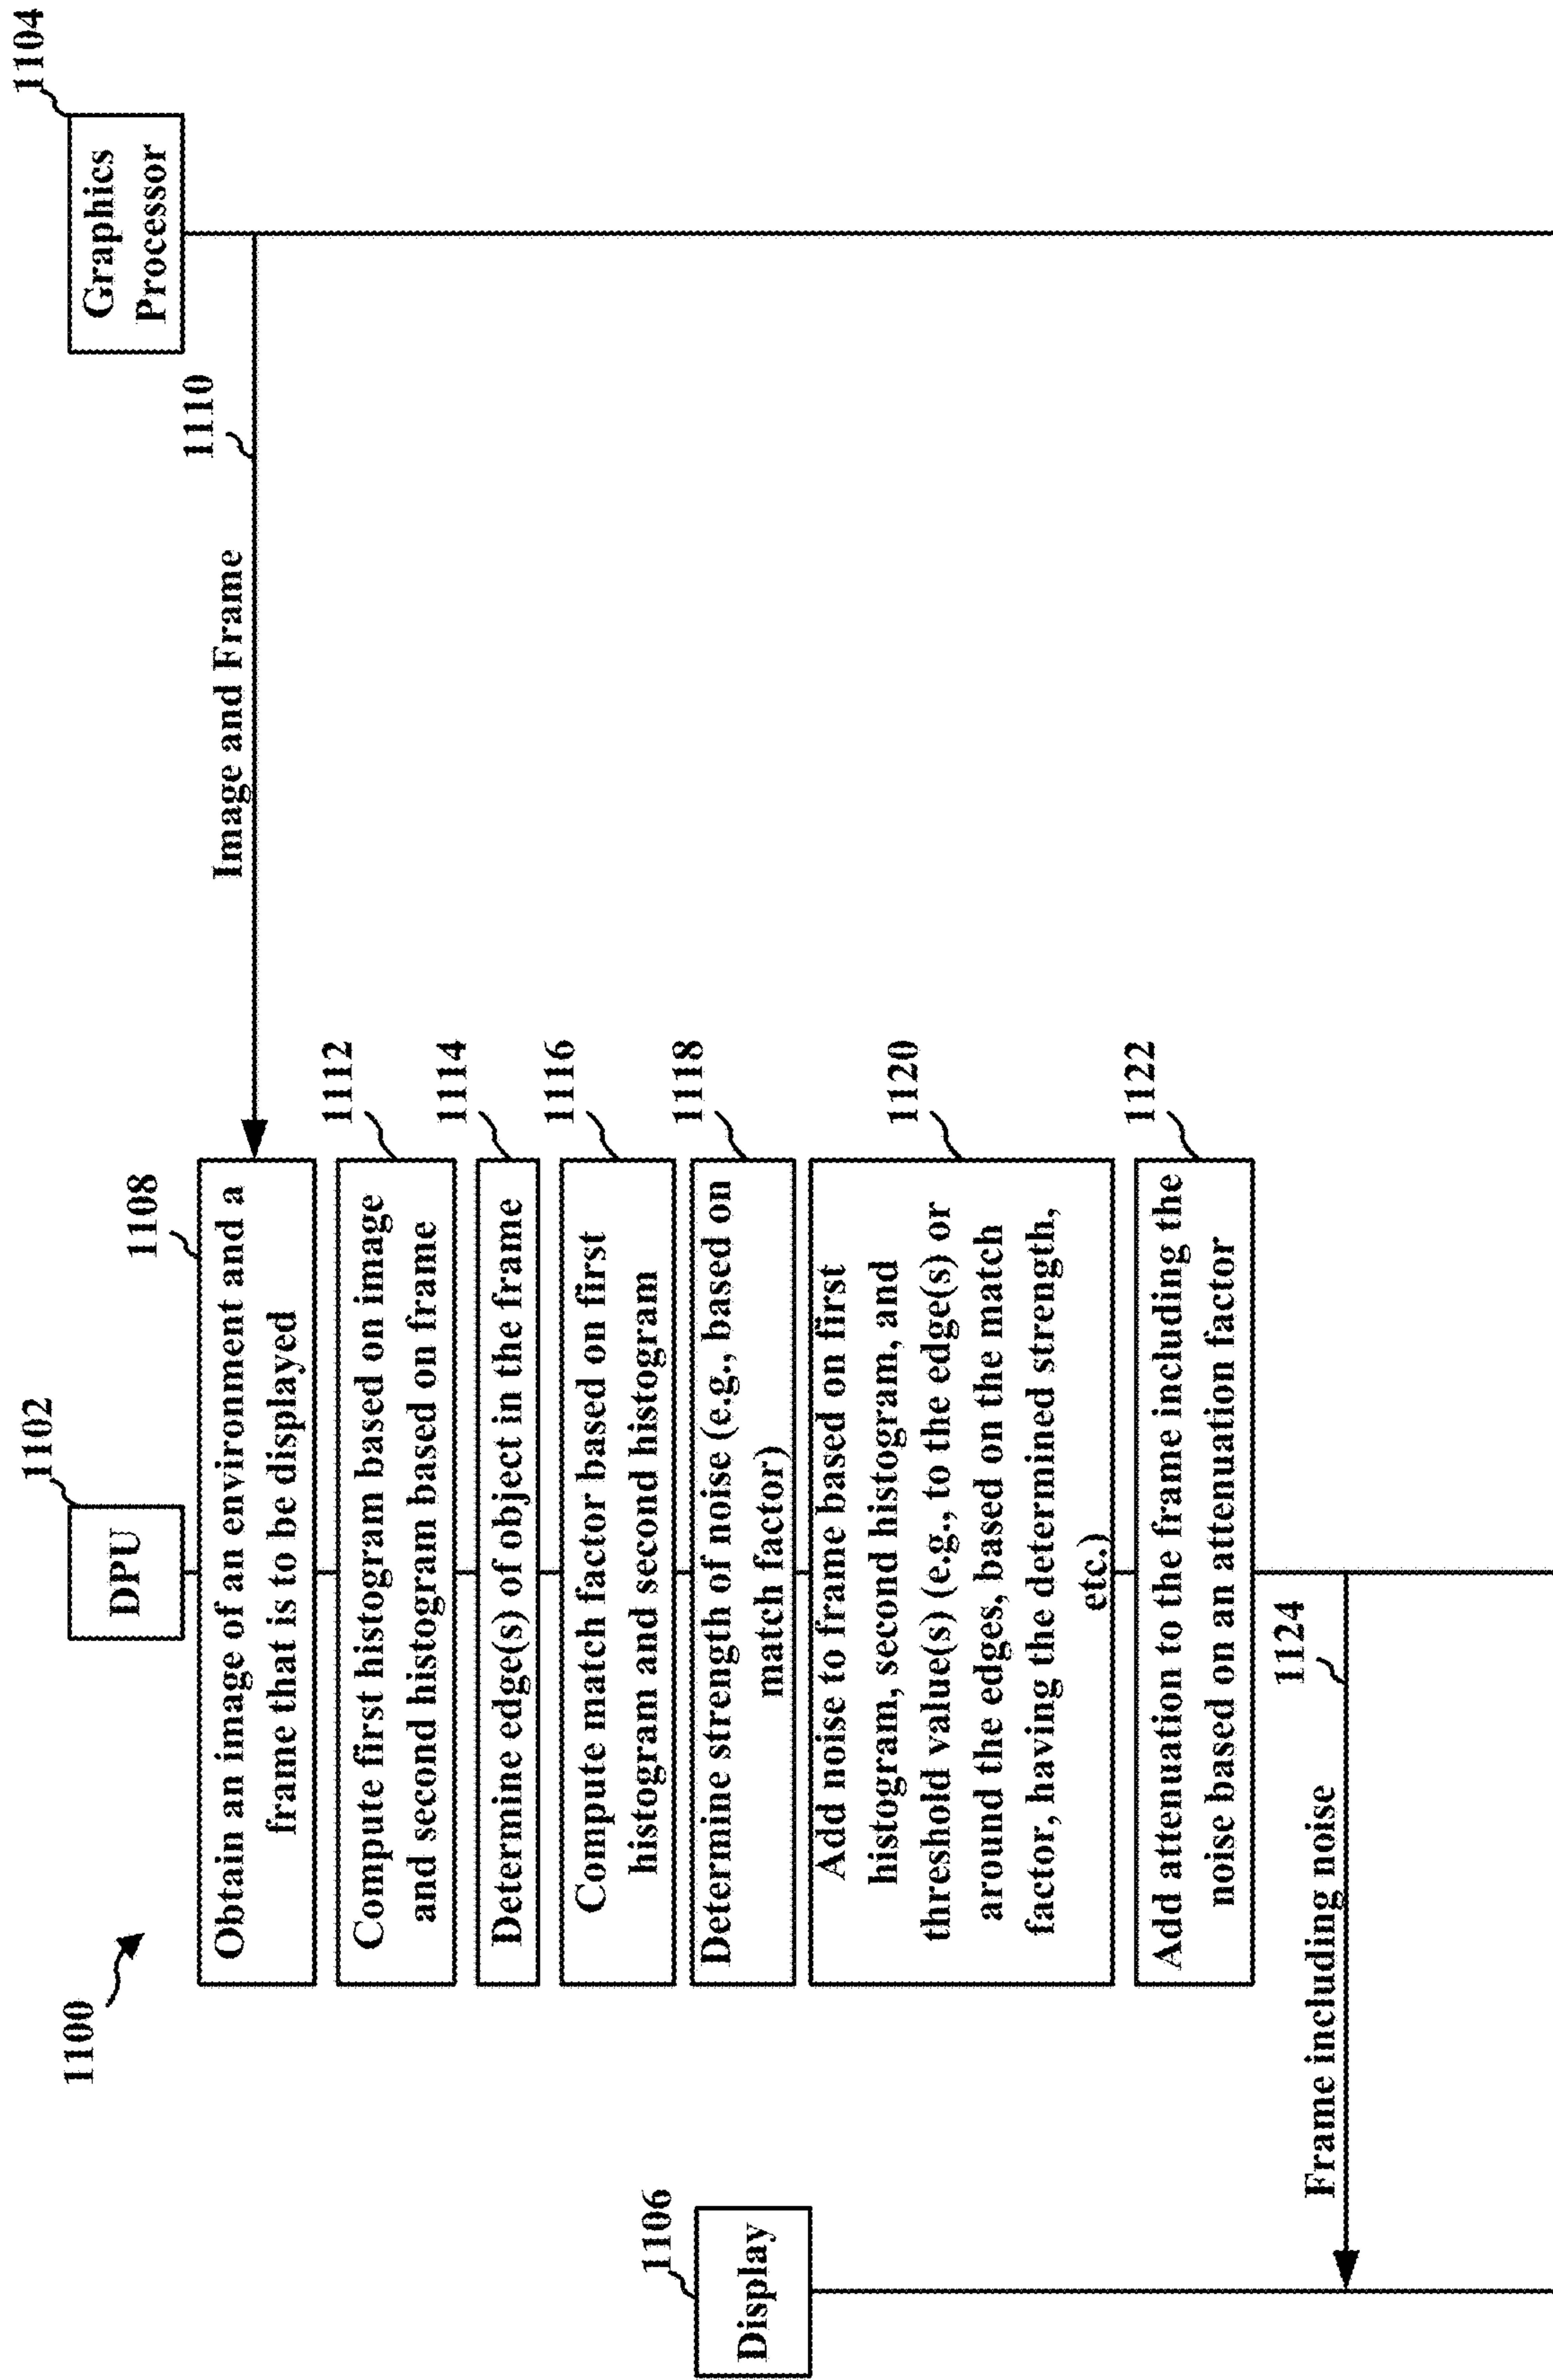 1100
1102
DPU
1104
Graphics
Processor
1106
Display
1108
Obtain an image of an environment and a
frame that is to be displayed
1110
Image and Frame
1112
Compute first histogram based on image
and second histogram based on frame
1114
Determine edge(s) of object in the frame
1116
Compute match factor based on first
histogram and second histogram
1118
Determine strength of noise (e.g., based on
match factor)
1120
Add noise to frame based on first
histogram, second histogram, and
threshold value(s) (e.g., to the edge(s) or
around the edges, based on the match
factor, having the determined strength,
etc.)
1122
Add attenuation to the frame including the
noise based on an attenuation factor
1124
Frame including noise